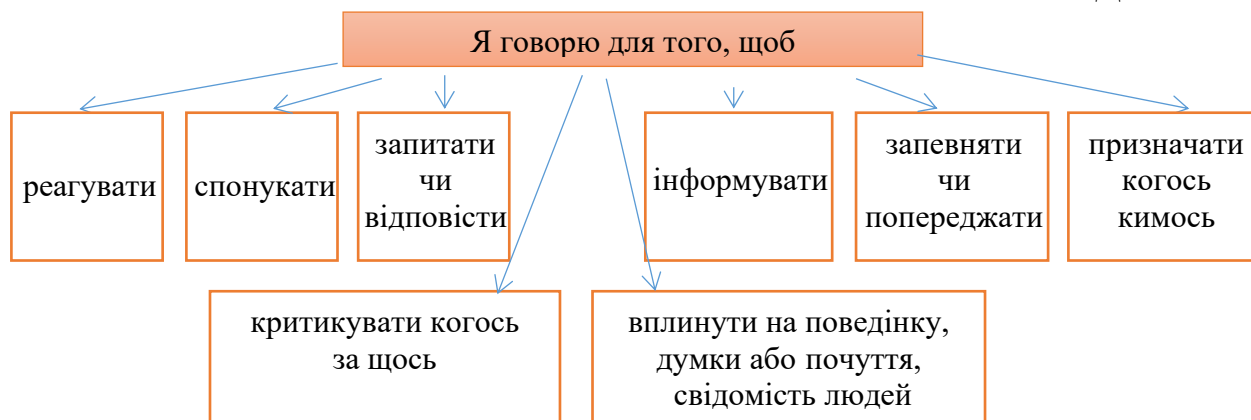 Я говорю для того, щоб
реагувати
спонукати
запитати
чи
відповісти
інформувати
запевняти
чи
попереджати
призначати
когось
кимось
критикувати когось
за щось
вплинути на поведінку,
думки або почуття,
свідомість людей